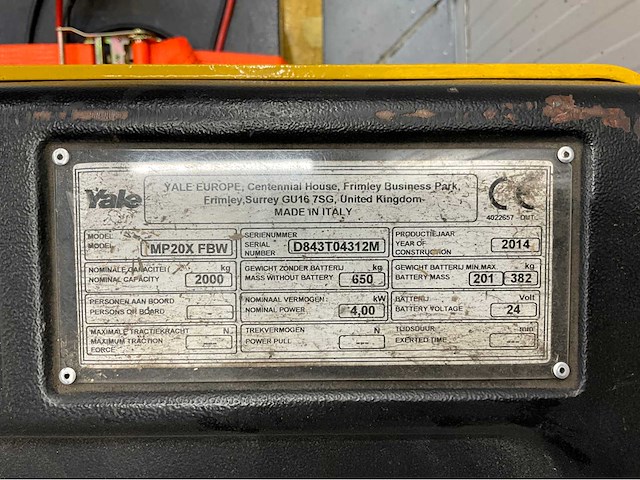 Yale
YALE EUROPE, Centennial House, Frimley Business Park,
Erimley,Surrey GU16 7SG, United Kingdom-
MADE IN ITALY
CE
4022657 DUT
MODEL
MODEL MP20X FBW
SERIENUMMER
SERIAL
NUMBER D843T04312M
PRODUCTIEJAAR
YEAR OF
CONSTRUCTION 2014
NOMINALE CAPACITEIT kg
NOMINAL CAPACITY 2000
GEWICHT ZONDER BATTERIJ kg
MASS WITHOUT BATTERY 650
GEWICHT BATTERIJ MIN,MAX kg
BATTERY MASS 201 382
PERSONEN AAN BOORD
PERSONS ON BOARD ---
NOMINAAL VERMOGEN kW
NOMINAL POWER 4,00
BATTERIJ Volt
BATTERY VOLTAGE 24
MAXIMALE TRACTIEKRACHT N
MAXIMUM TRACTION
FORCE ---
TREKVERMOGEN N
POWER PULL ---
TIJDSDUUR min
EXERTED TIME ---